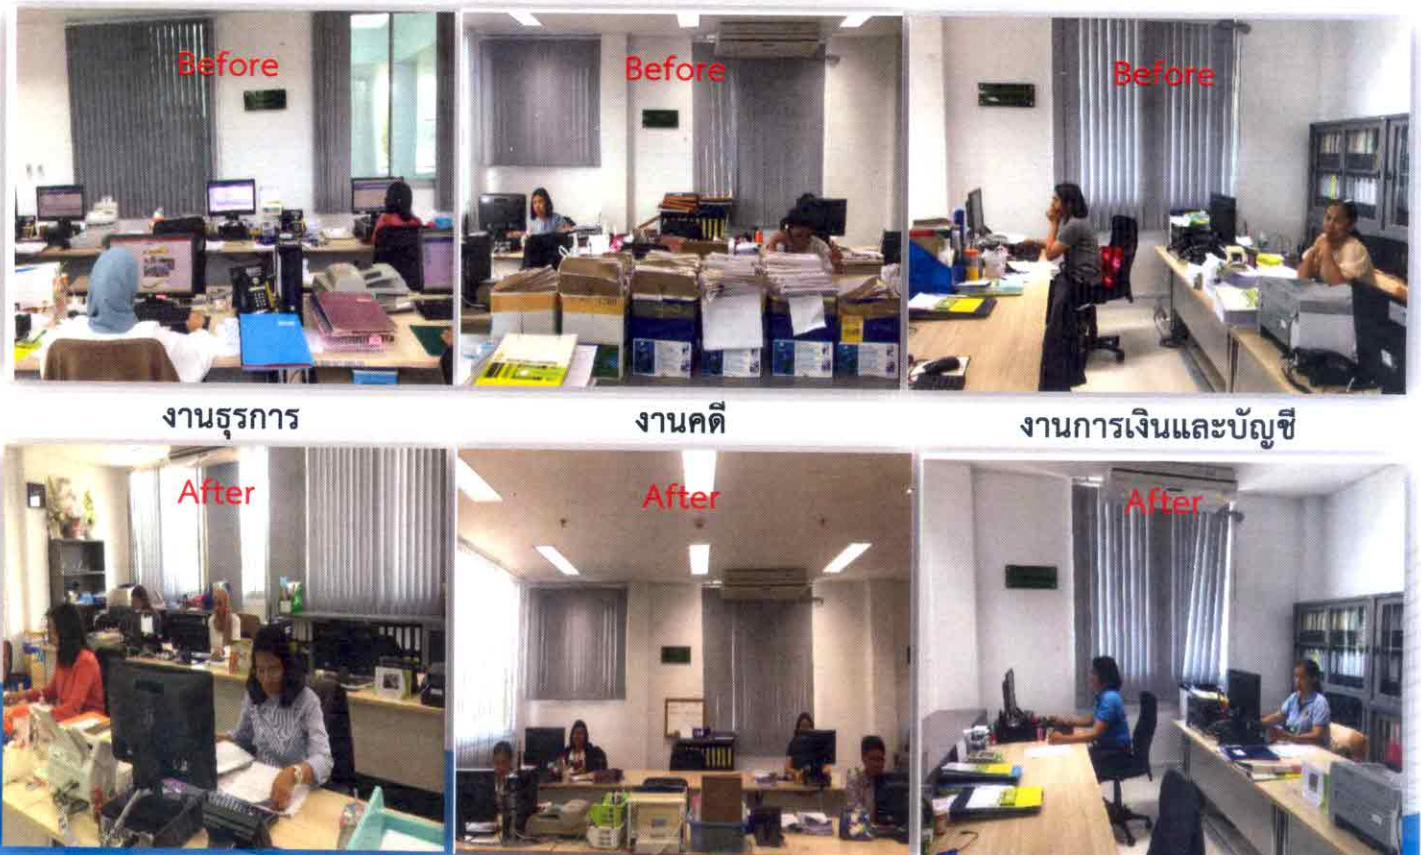 Before
Before
Before
งานธุรการ
งานคดี
งานการเงินและบัญชี
After
After
After